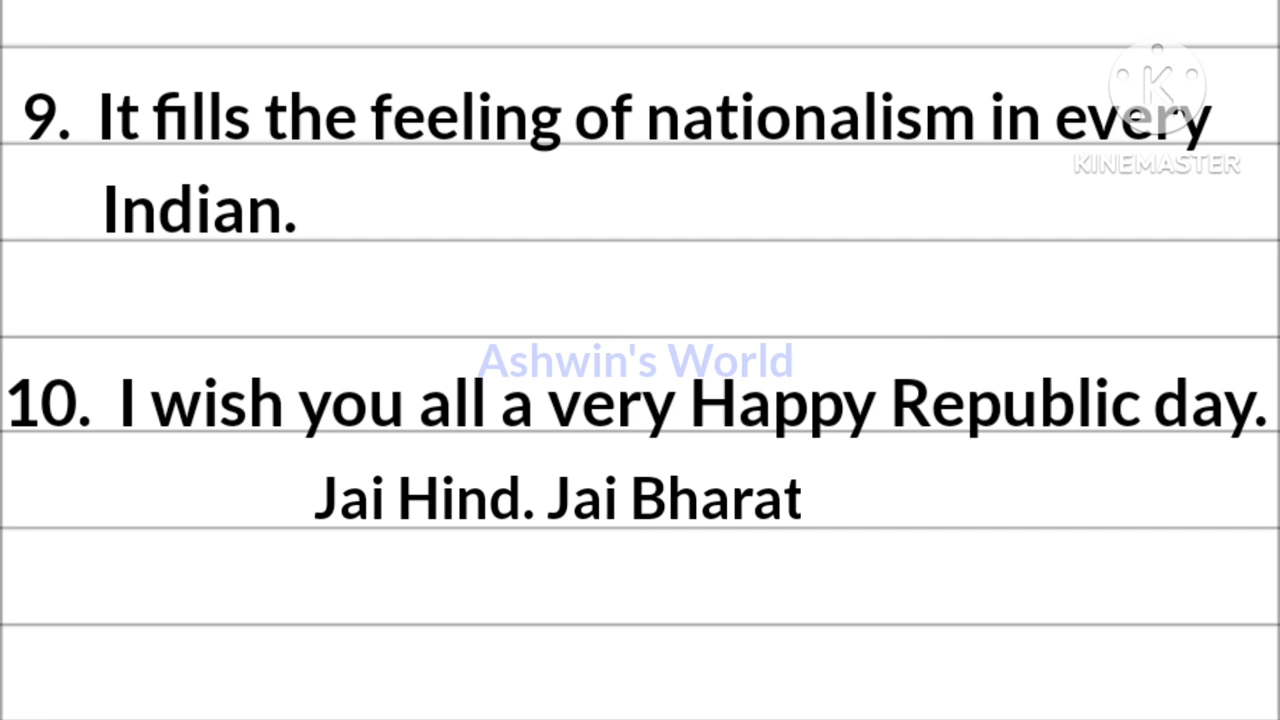 9. It fills the feeling of nationalism in every
KINEMASTER
Indian.
Ashwin's World
10. I wish you all a very Happy Republic day.
Jai Hind. Jai Bharat